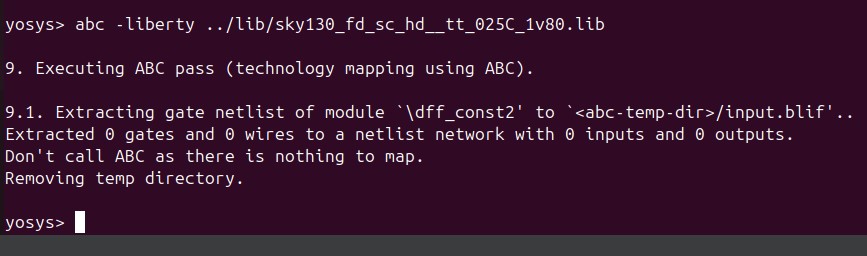 yosys> abc -liberty ../lib/sky130_fd_sc_hd__tt_025C_1v80.lib
9. Executing ABC pass (technology mapping using ABC).
9.1. Extracting gate netlist of module `\dff_const2' to `<abc-temp-dir>/input.blif'..
Extracted 0 gates and 0 wires to a netlist network with 0 inputs and 0 outputs.
Don't call ABC as there is nothing to map.
Removing temp directory.
yosys>